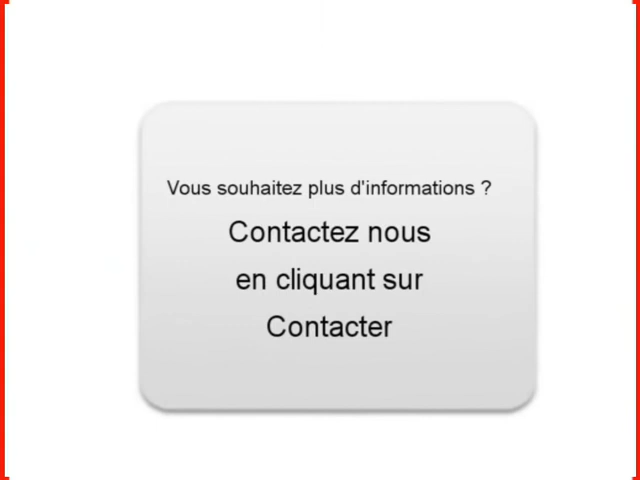 Vous souhaitez plus d'informations ?
Contactez nous
en cliquant sur
Contacter